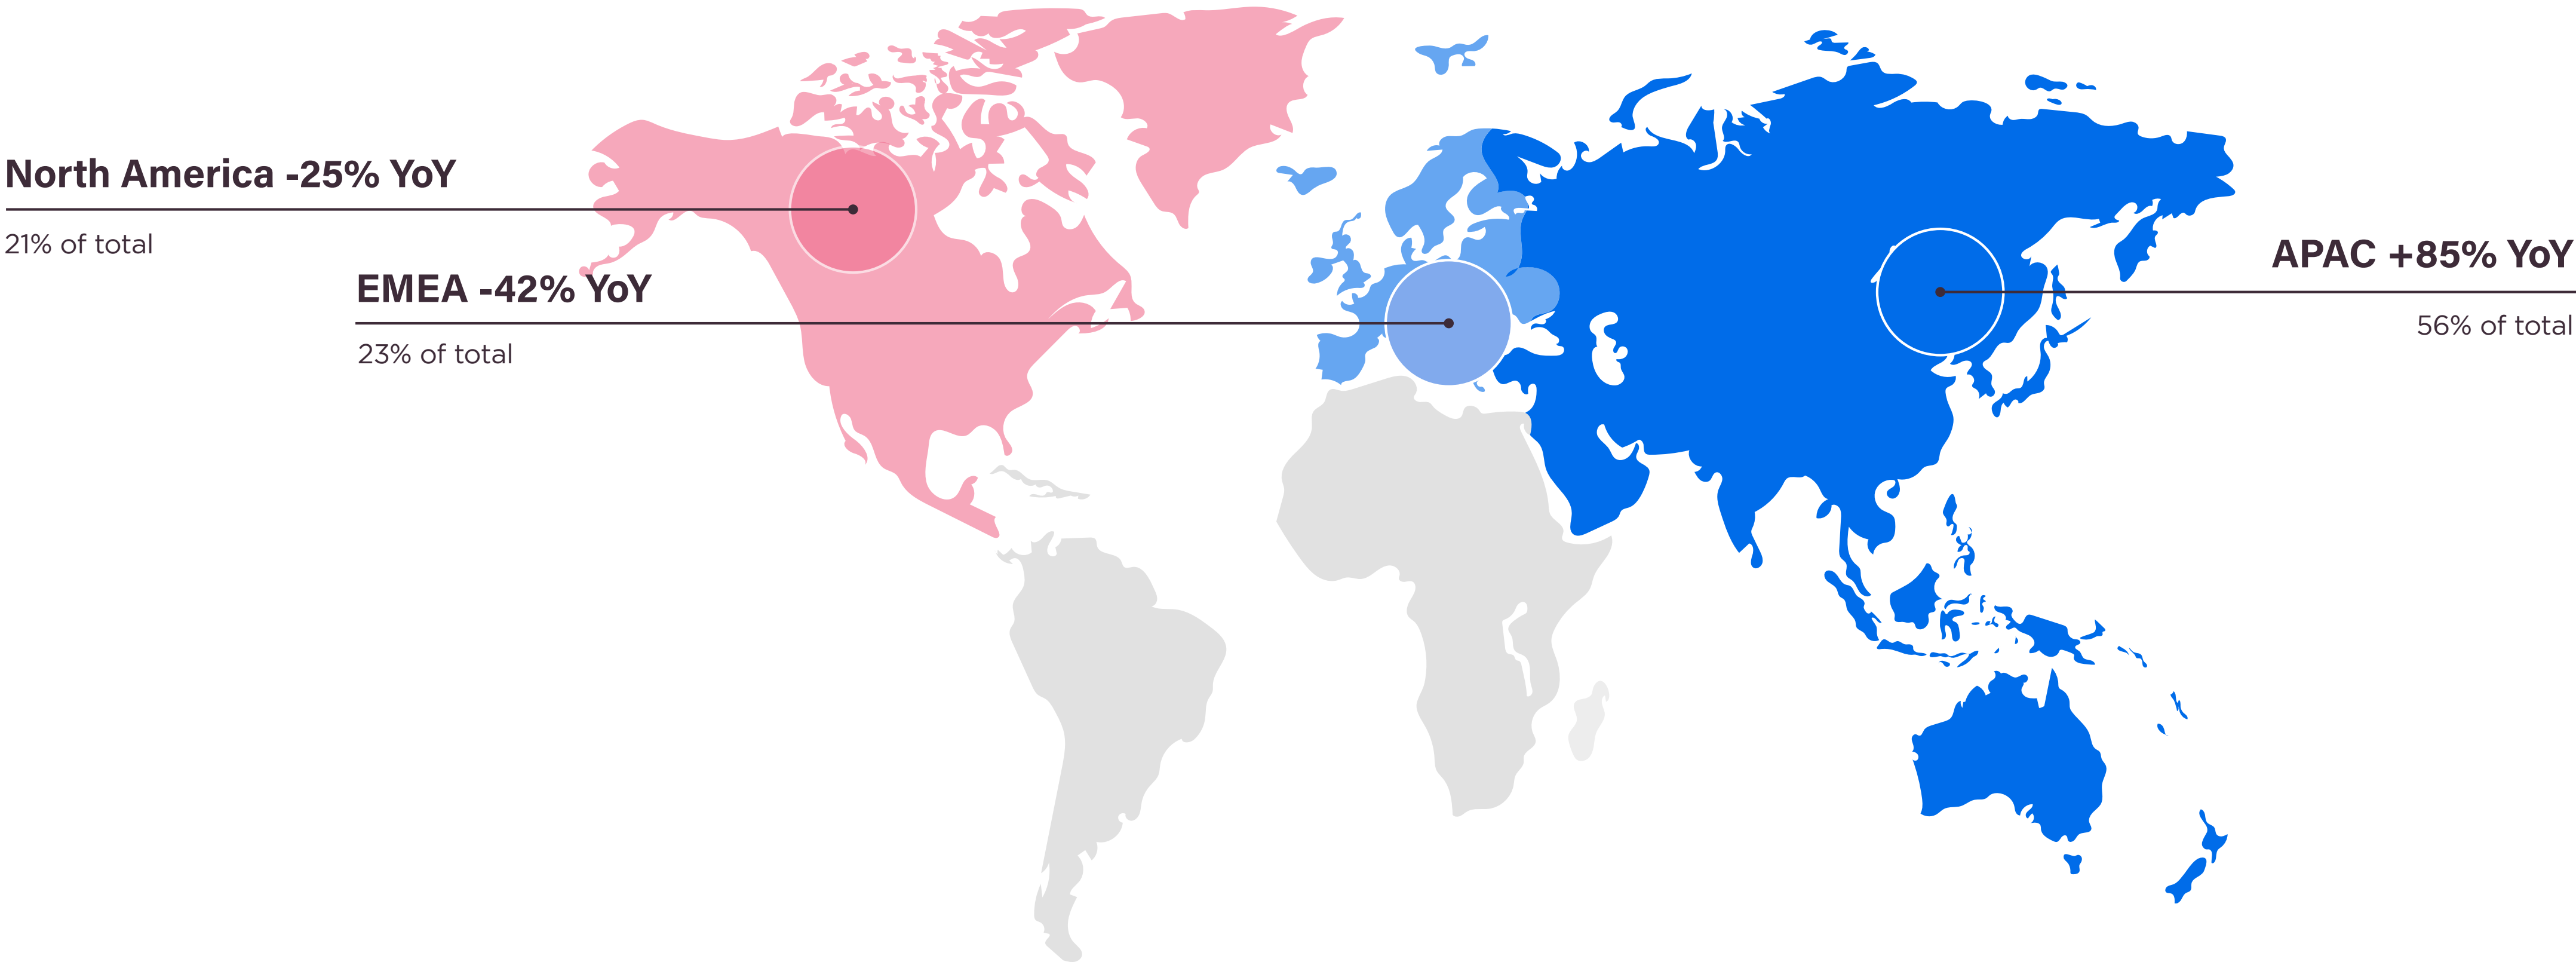 North America -25% YoY
21% of total
EMEA -42% YoY
23% of total
APAC +85% YoY
56% of total